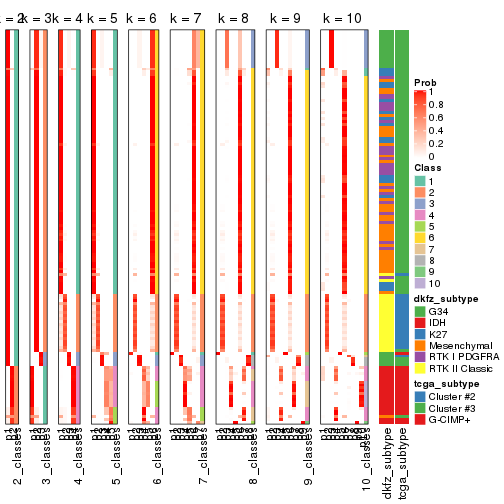 k = 2 k = 3 k = 4 k = 5 k = 6 k = 7 k = 8 k = 9 k = 10
Prob
1
0.8
0.6
0.4
0.2
0
Class
1
2
3
4
5
6
7
8
9
10
dkfz_subtype
G34
IDH
K27
Mesenchymal
RTK I PDGFRA
RTK II Classic
tcga_subtype
Cluster #2
Cluster #3
G-CIMP+
2_classes 3_classes 4_classes 5_classes 6_classes 7_classes 8_classes 9_classes 10_classes dkfz_subtype tcga_subtype